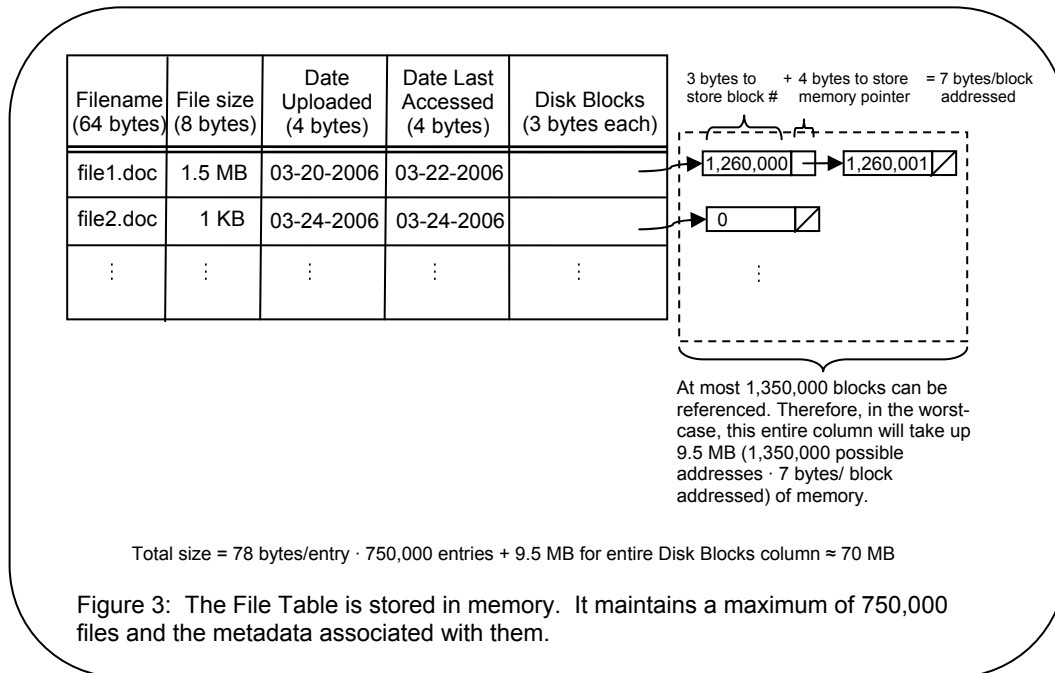 Filename (64 bytes) File size (8 bytes) Date Uploaded (4 bytes) Date Last Accessed (4 bytes) Disk Blocks (3 bytes each)
3 bytes to store block # + 4 bytes to store memory pointer = 7 bytes/block addressed
file1.doc 1.5 MB 03-20-2006 03-22-2006 1,260,000 1,260,001
file2.doc 1 KB 03-24-2006 03-24-2006 0
⋮ ⋮ ⋮ ⋮ ⋮ ⋮
At most 1,350,000 blocks can be
referenced. Therefore, in the worst-
case, this entire column will take up
9.5 MB (1,350,000 possible
addresses · 7 bytes/ block
addressed) of memory.
Total size = 78 bytes/entry · 750,000 entries + 9.5 MB for entire Disk Blocks column ≈ 70 MB
Figure 3: The File Table is stored in memory. It maintains a maximum of 750,000
files and the metadata associated with them.